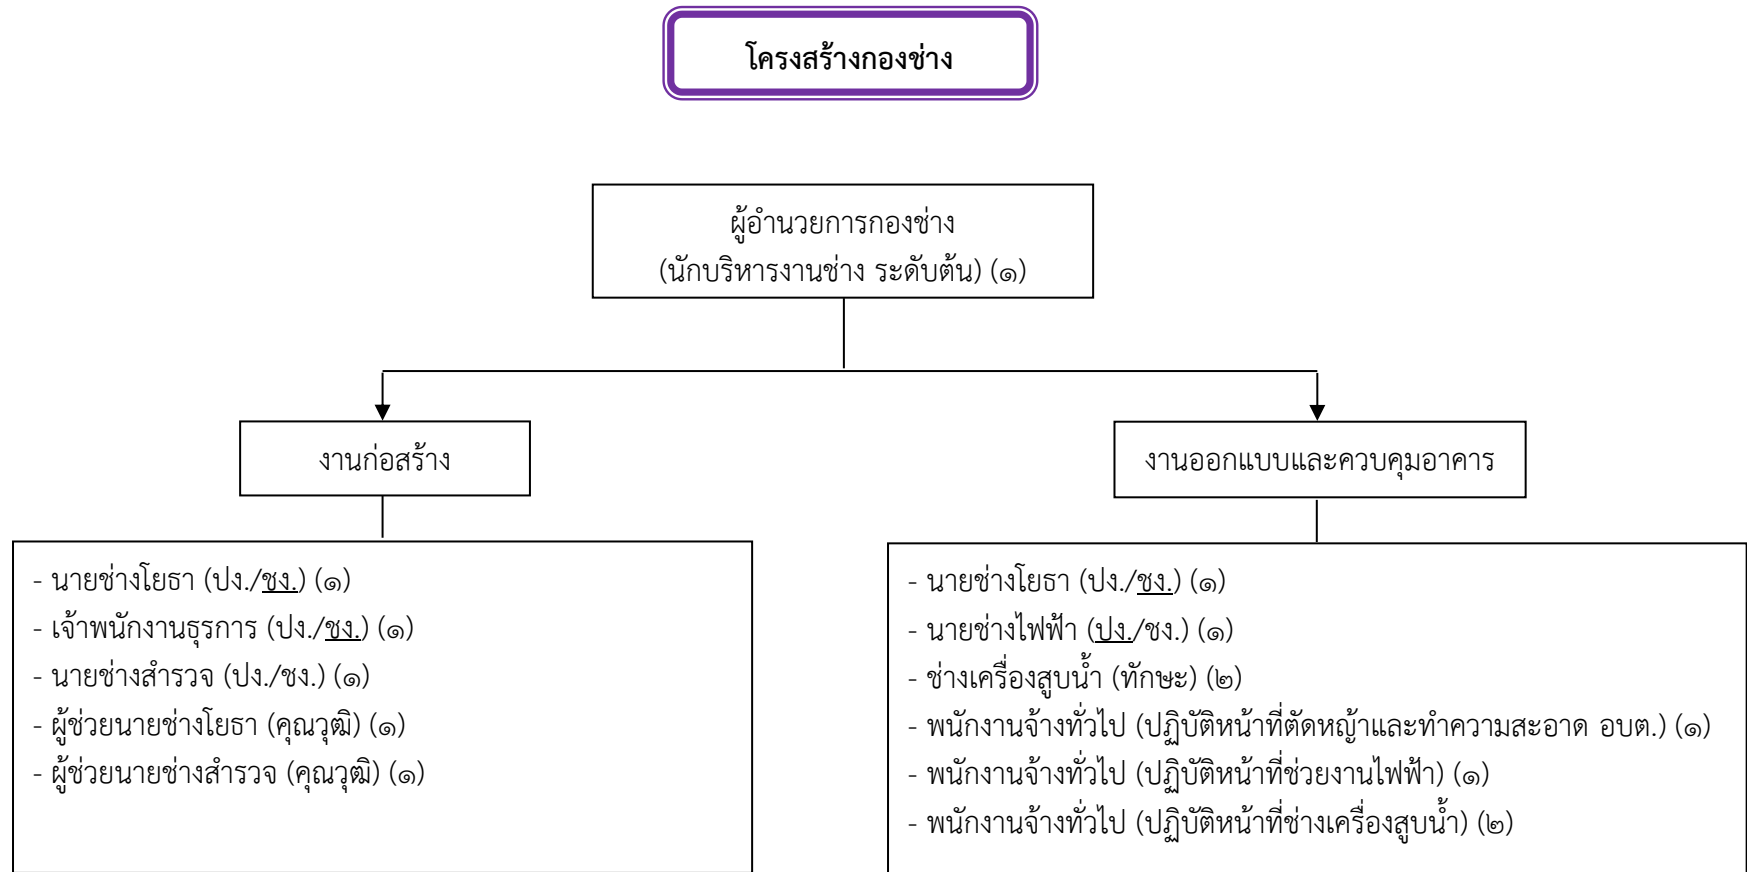 โครงสร้างกองช่าง
ผู้อำนวยการกองช่าง
(นักบริหารงานช่าง ระดับต้น) (๑)
งานก่อสร้าง
งานออกแบบและควบคุมอาคาร
- นายช่างโยธา (ปง./ชง.) (๑)
- เจ้าพนักงานธุรการ (ปง./ชง.) (๑)
- นายช่างสำรวจ (ปง./ชง.) (๑)
- ผู้ช่วยนายช่างโยธา (คุณวุฒิ) (๑)
- ผู้ช่วยนายช่างสำรวจ (คุณวุฒิ) (๑)
- นายช่างโยธา (ปง./ชง.) (๑)
- นายช่างไฟฟ้า (ปง./ชง.) (๑)
- ช่างเครื่องสูบน้ำ (ทักษะ) (๒)
- พนักงานจ้างทั่วไป (ปฏิบัติหน้าที่ตัดหญ้าและทำความสะอาด อบต.) (๑)
- พนักงานจ้างทั่วไป (ปฏิบัติหน้าที่ช่วยงานไฟฟ้า) (๑)
- พนักงานจ้างทั่วไป (ปฏิบัติหน้าที่ช่างเครื่องสูบน้ำ) (๒)